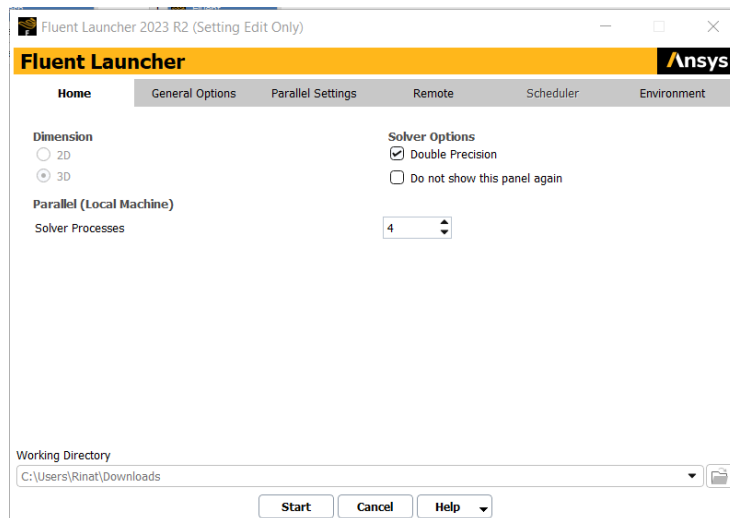 Fluent Launcher 2023 R2 (Setting Edit Only)
Fluent Launcher
Ansys
Home General Options Parallel Settings Remote Scheduler Environment
Dimension
2D
3D
Parallel (Local Machine)
Solver Processes
4
Solver Options
Double Precision
Do not show this panel again
Working Directory
C:\Users\Rinat\Downloads
Start Cancel Help